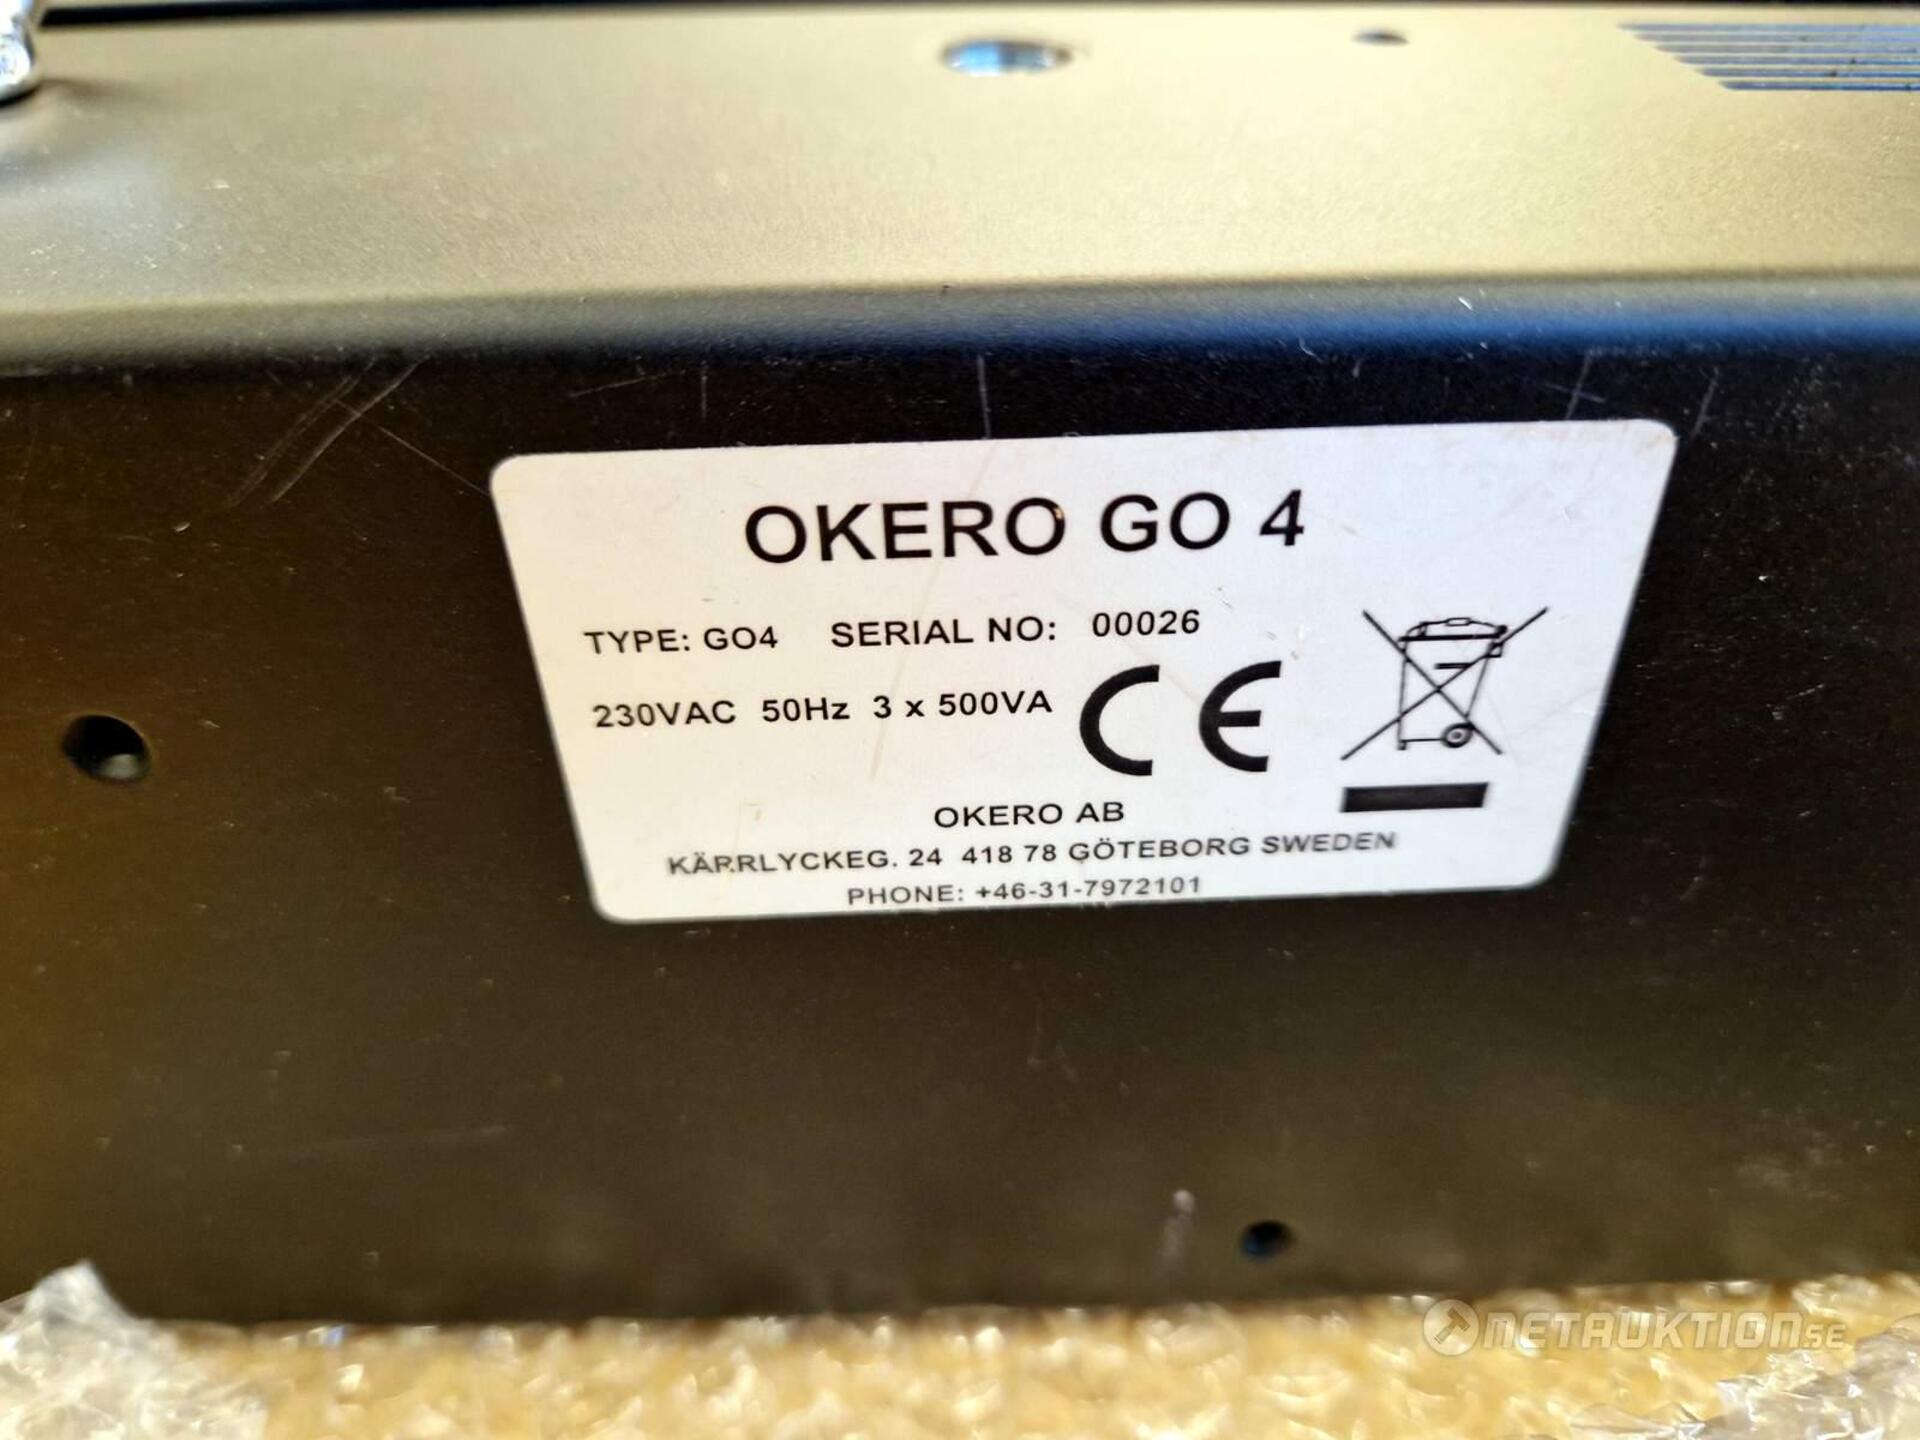 OKERO GO 4
TYPE: GO4 SERIAL NO: 00026
230VAC 50Hz 3 x 500VA CE
OKERO AB
KÄRRLYCKEG. 24 418 78 GÖTEBORG SWEDEN
PHONE: +46-31-7972101
NETAUKTION.SE